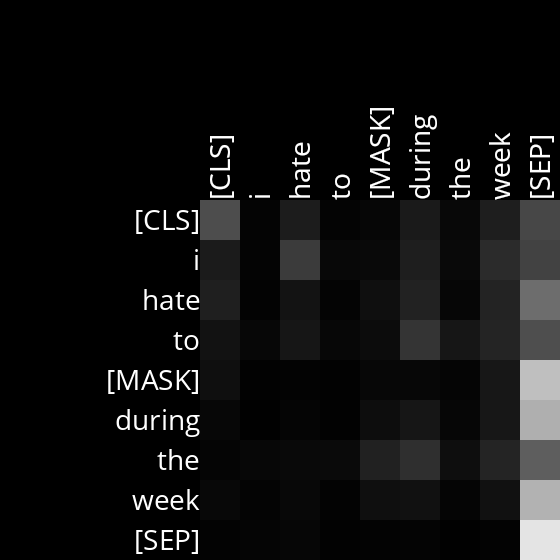 [CLS] i hate to [MASK] during the week [SEP]
[CLS]
i
hate
to
[MASK]
during
the
week
[SEP]